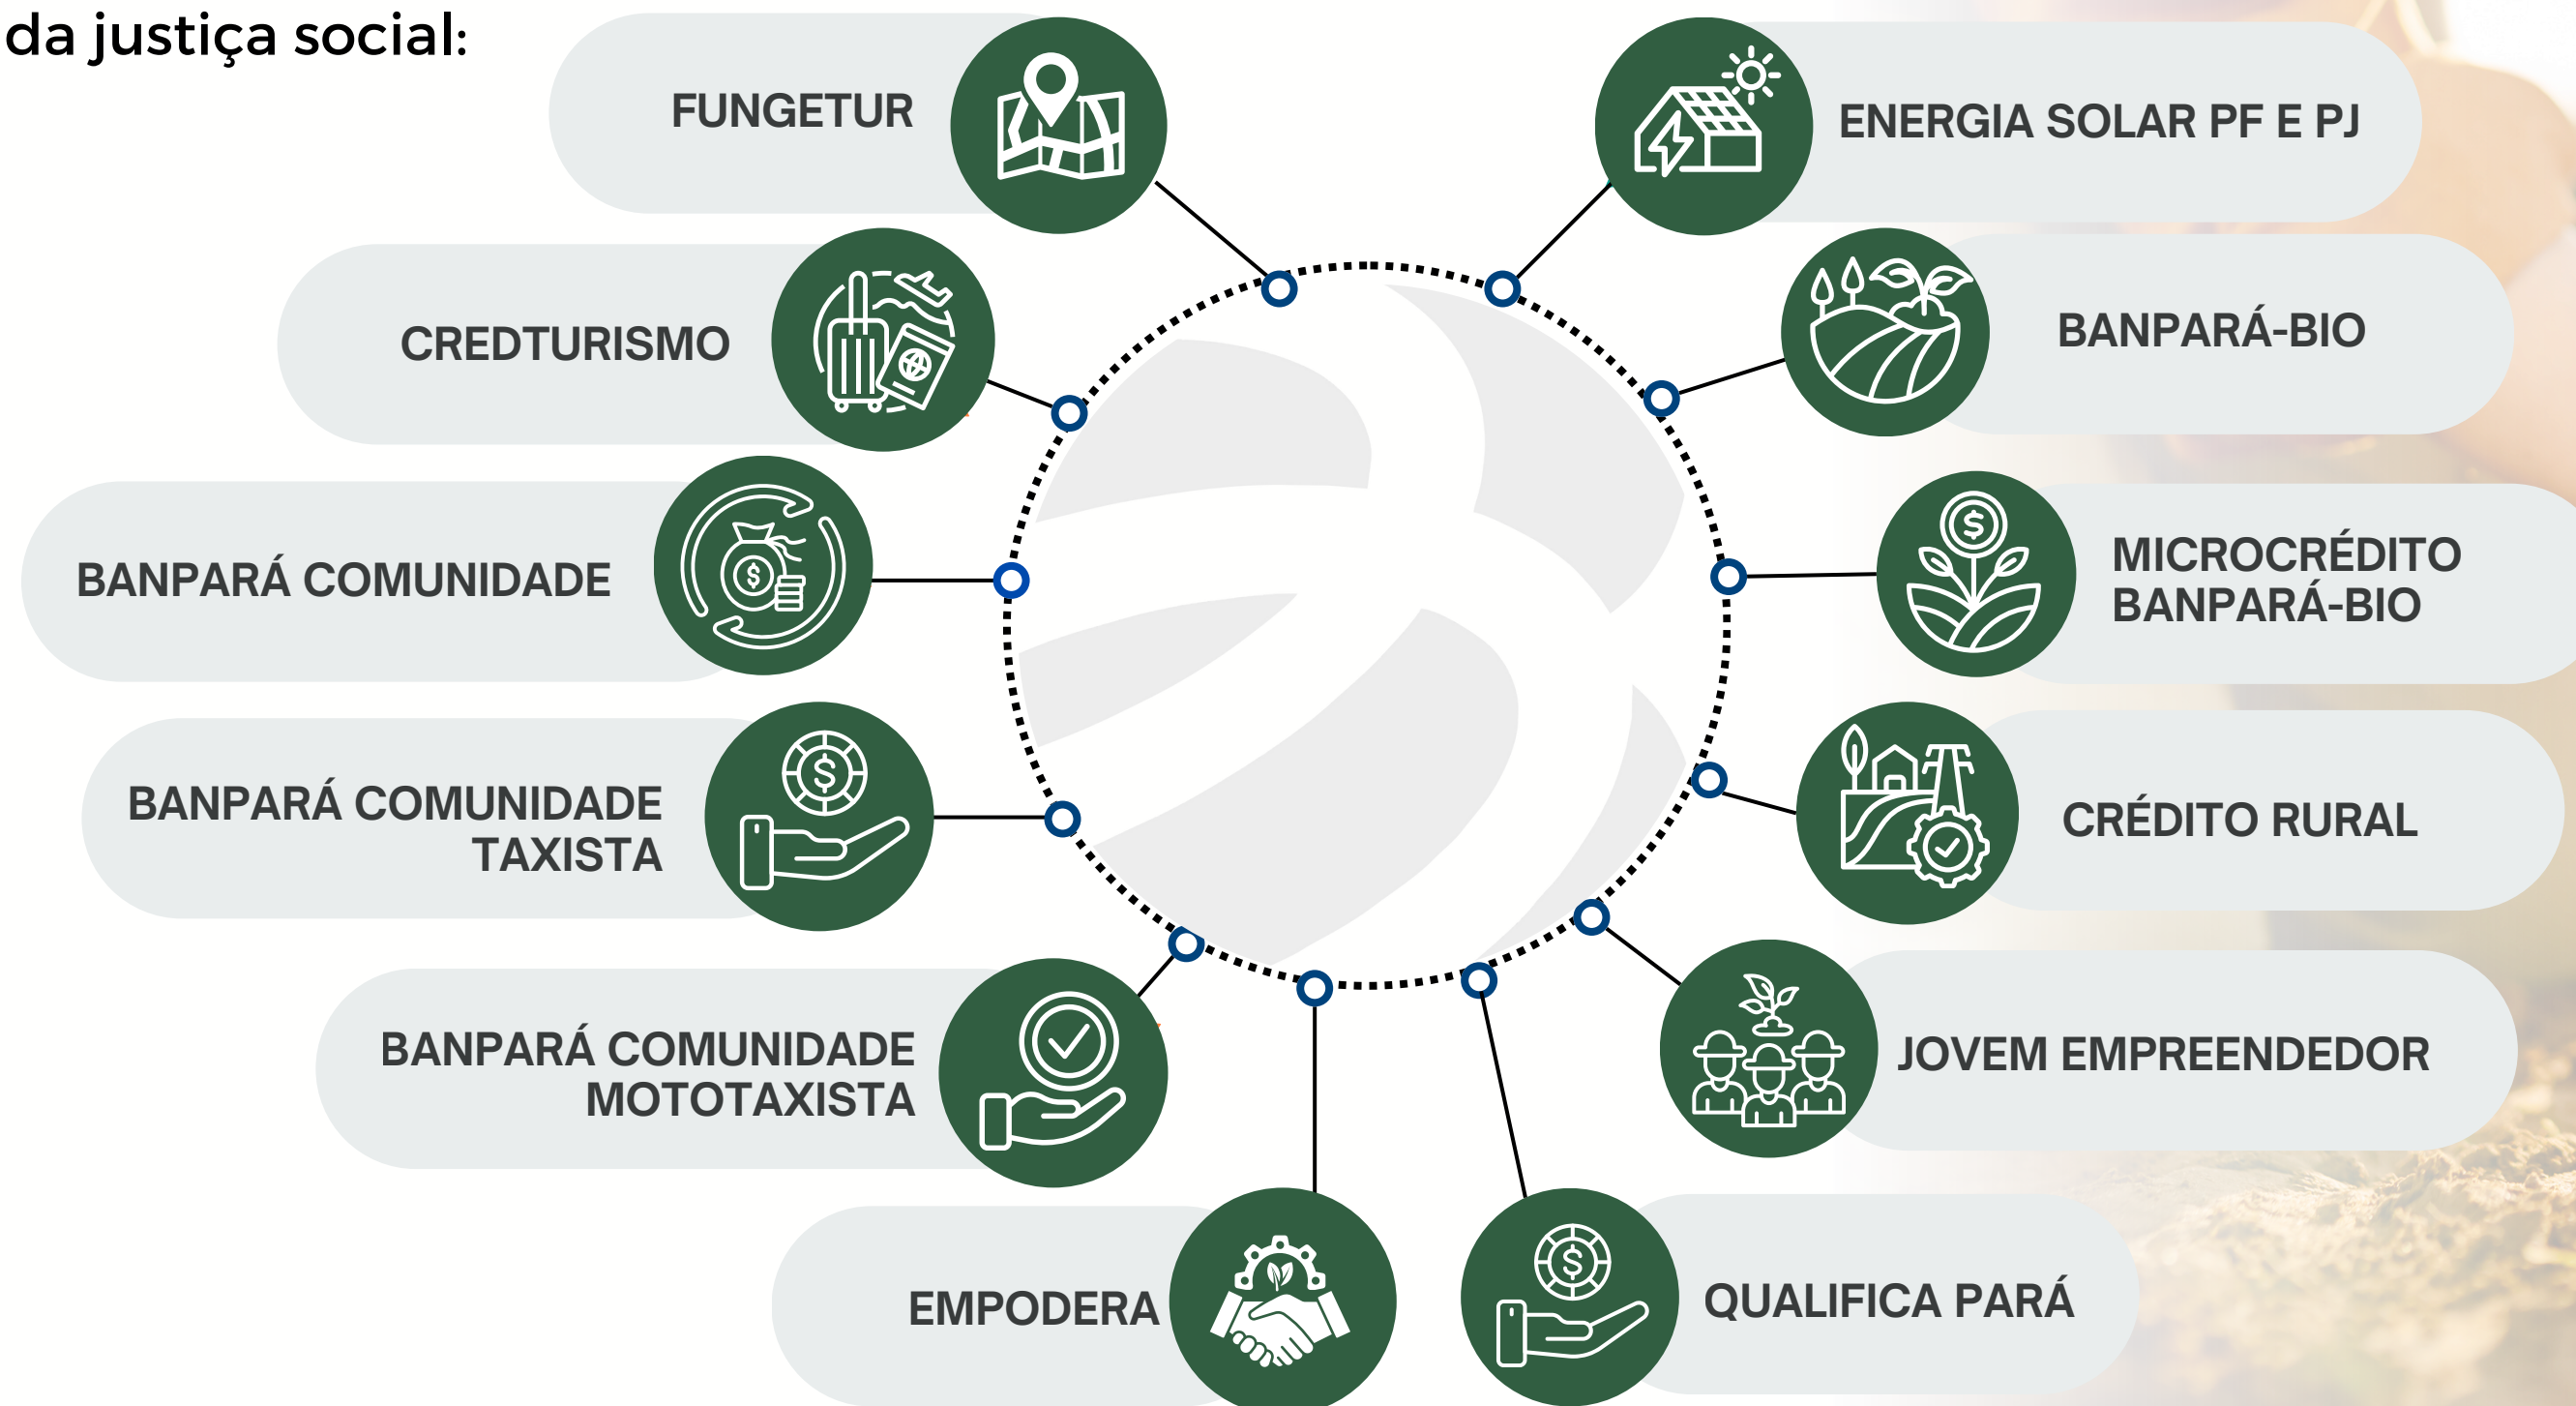 da justiça social:
FUNGETUR
CREDTURISMO
BANPARÁ COMUNIDADE
BANPARÁ COMUNIDADE
TAXISTA
BANPARÁ COMUNIDADE
MOTOTAXISTA
EMPODERA
ENERGIA SOLAR PF E PJ
BANPARÁ-BIO
MICROCRÉDITO
BANPARÁ-BIO
CRÉDITO RURAL
JOVEM EMPREENDEDOR
QUALIFICA PARÁ